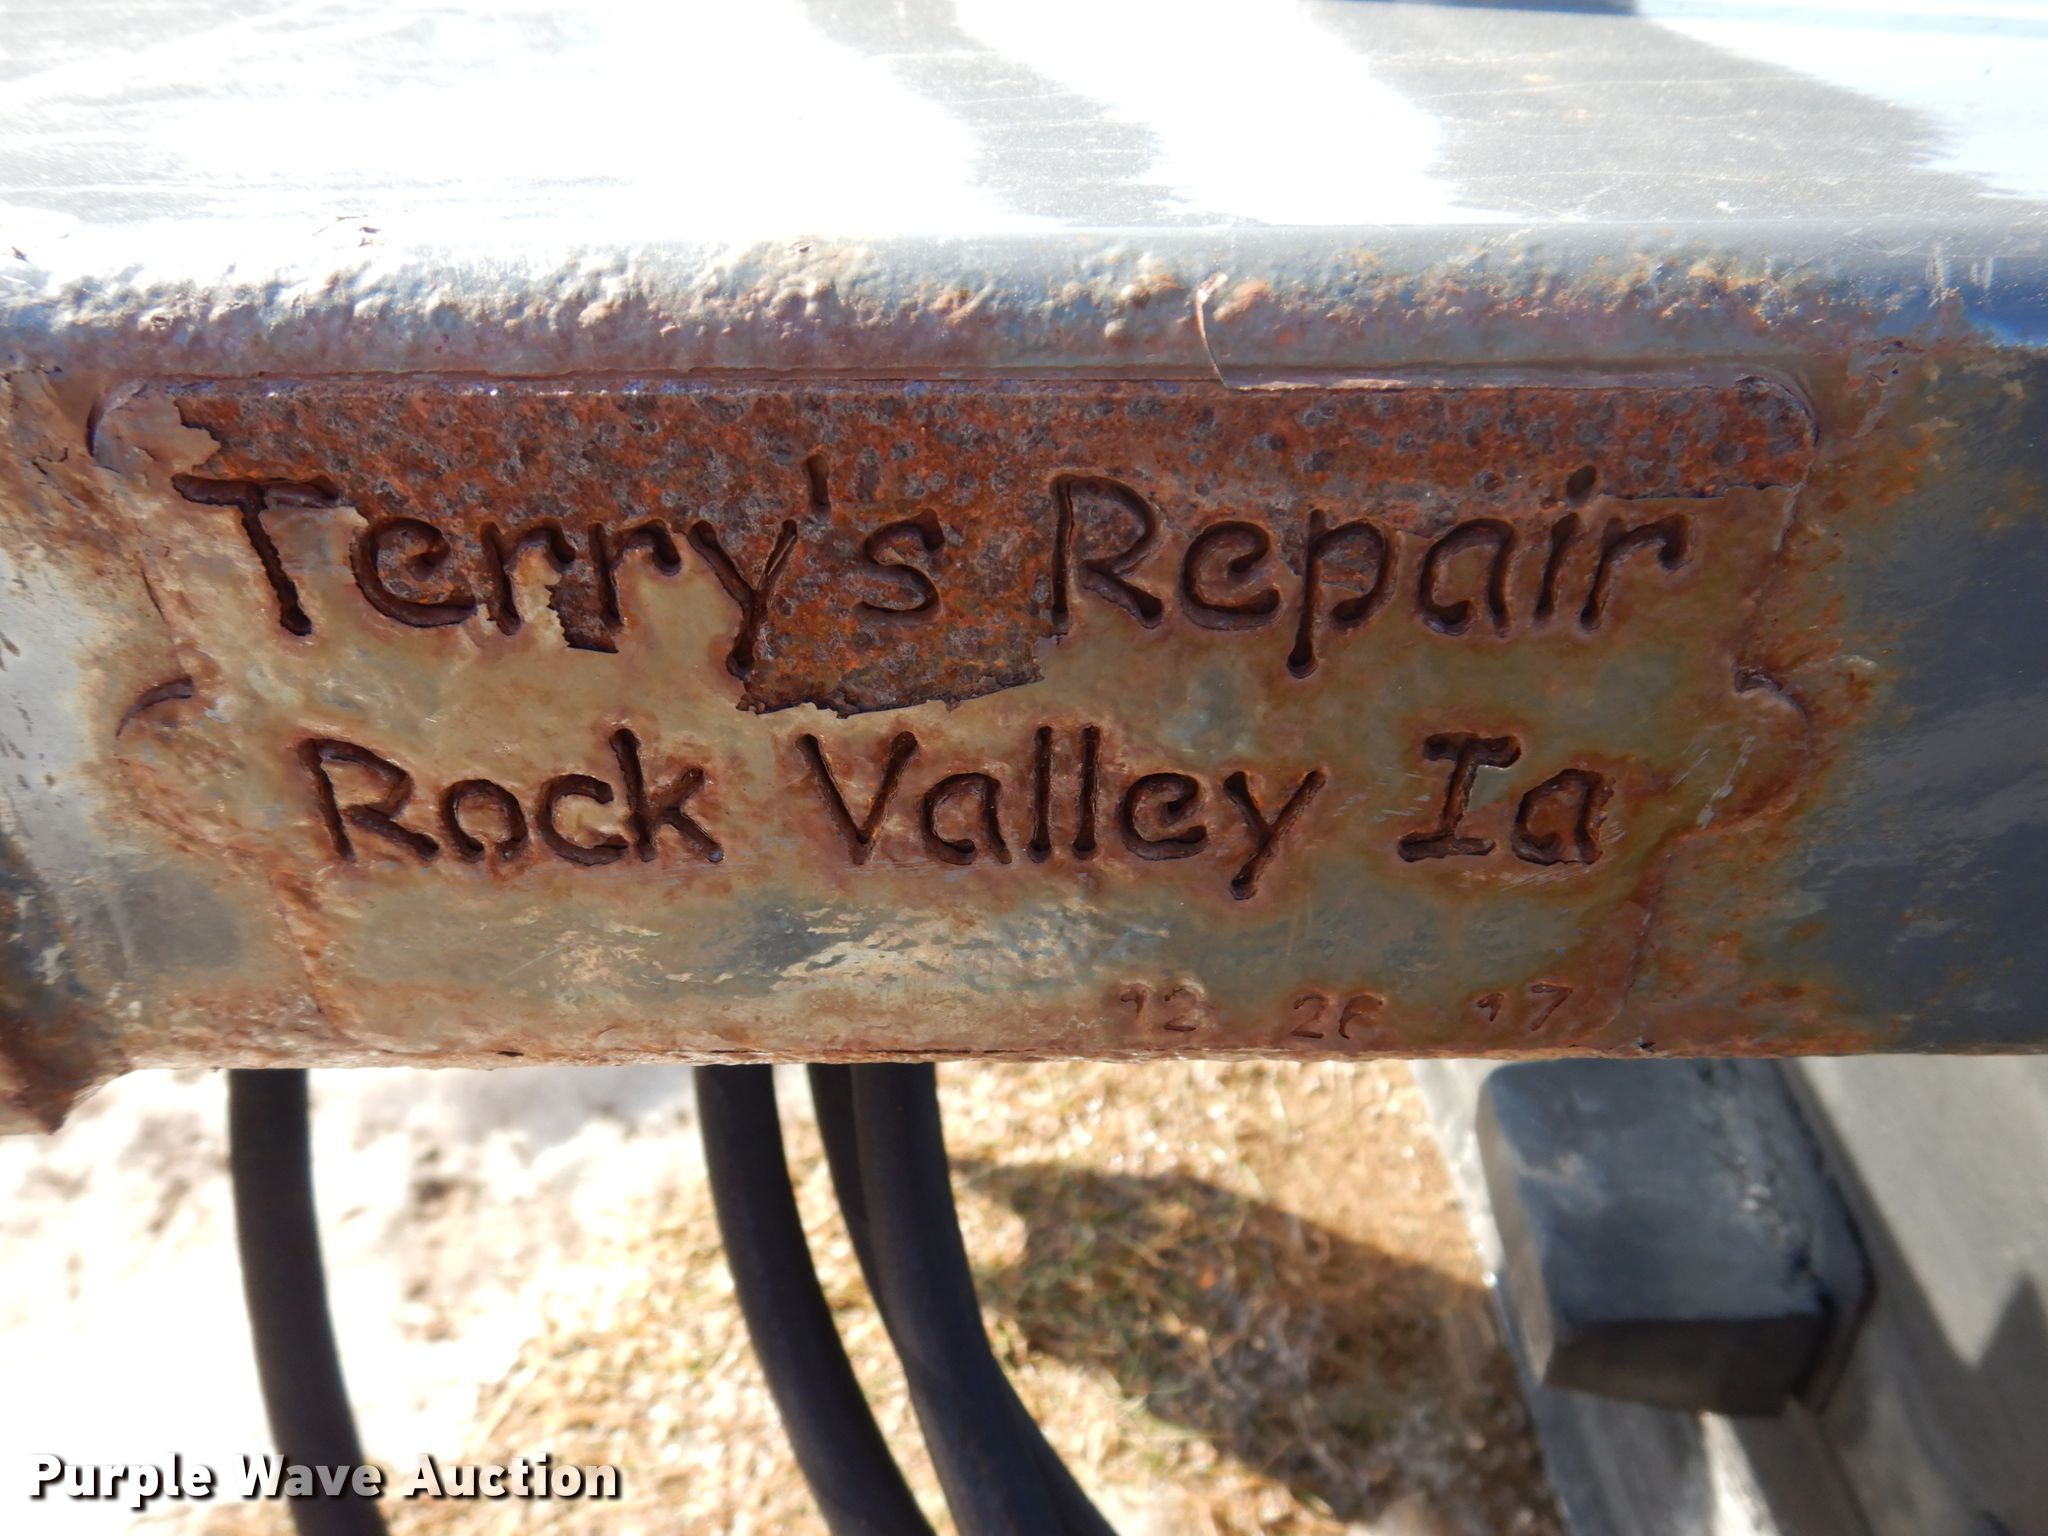 Terry's Repair
Rock Valley Ia
12 26 17
Purple Wave Auction